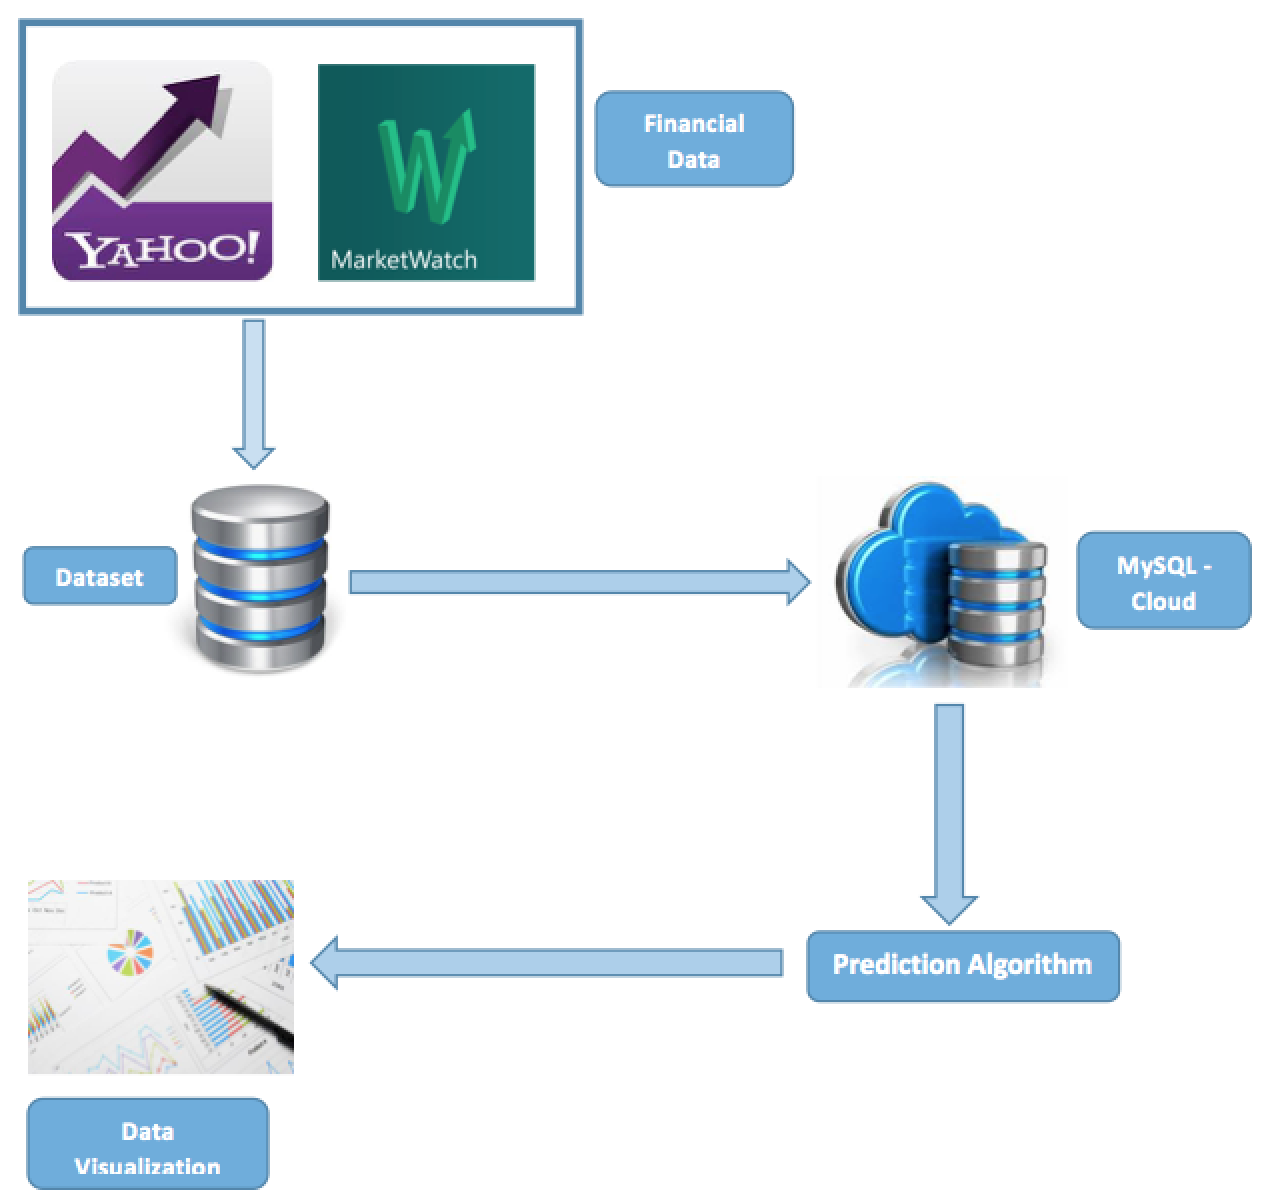 YAHOO!
MarketWatch
Financial
Data
Dataset
MySQL -
Cloud
Prediction Algorithm
Data
Visualization